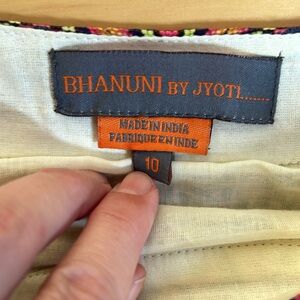 BHANUNI BY JYOTI.......
MADE IN INDIA
FABRIQUE EN INDE
10